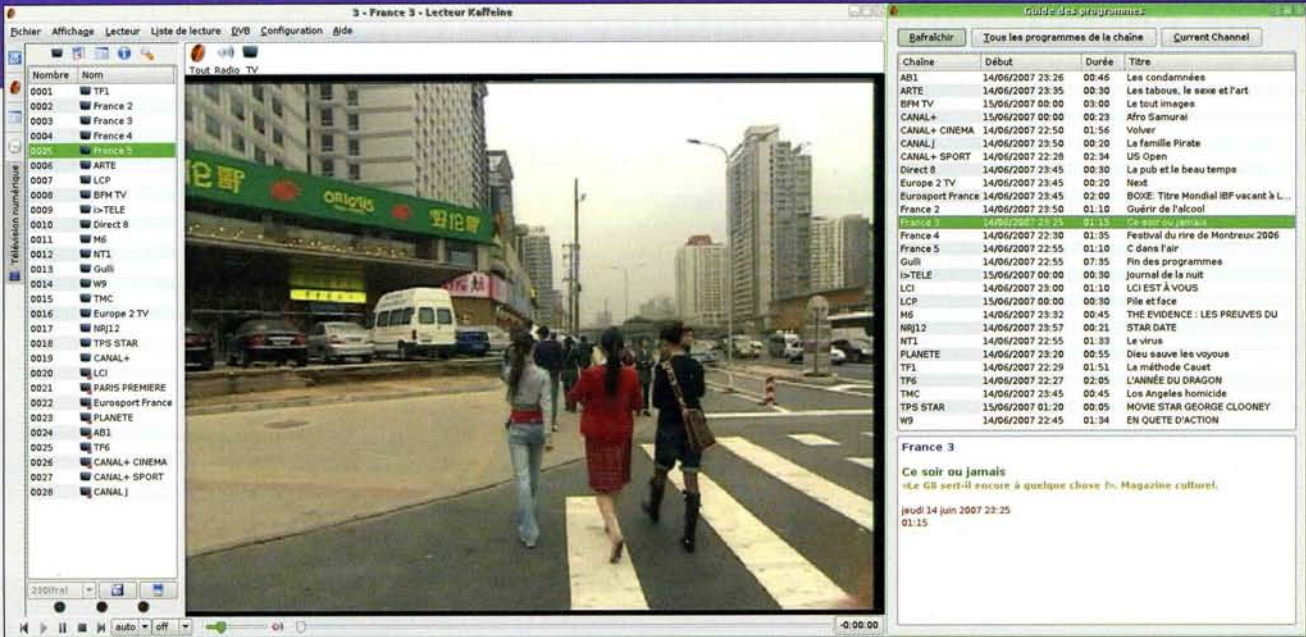 3 - France 3 - Lecteur Kaffeine
Fichier Affichage Lecteur Liste de lecture DVB Configuration Aide
Tout Radio TV
Télévision numérique
Nombre Nom
0001 TF1
0002 France 2
0003 France 3
0004 France 4
0005 France 5
0006 ARTE
0007 LCP
0008 BFM TV
0009 i>TELE
0010 Direct 8
0011 M6
0012 NT1
0013 Gulli
0014 W9
0015 TMC
0016 Europe 2 TV
0017 NRJ12
0018 TPS STAR
0019 CANAL+
0020 LCI
0021 PARIS PREMIERE
0022 Eurosport France
0023 PLANETE
0024 AB1
0025 TF6
0026 CANAL+ CINEMA
0027 CANAL+ SPORT
0028 CANAL J
auto off
-0:00:00
ORIGUS
好伦哥
Guide des programmes
Rafraîchir Tous les programmes de la chaîne Current Channel
Chaîne Début Durée Titre
AB1 14/06/2007 23:26 00:46 Les condamnées
ARTE 14/06/2007 23:35 00:30 Les tabous, le sexe et l'art
BFM TV 15/06/2007 00:00 03:00 Le tout images
CANAL+ 15/06/2007 00:00 00:23 Afro Samurai
CANAL+ CINEMA 14/06/2007 22:50 01:56 Volver
CANAL J 14/06/2007 23:50 00:20 La famille Pirate
CANAL+ SPORT 14/06/2007 22:28 02:34 US Open
Direct 8 14/06/2007 23:45 00:30 La pub et le beau temps
Europe 2 TV 14/06/2007 23:45 00:20 Next
Eurosport France 14/06/2007 23:45 02:00 BOXE: Titre Mondial IBF vacant à L...
France 2 14/06/2007 23:50 01:10 Guérir de l'alcool
France 3 14/06/2007 23:25 01:15 Ce soir ou jamais
France 4 14/06/2007 22:30 01:35 Festival du rire de Montreux 2006
France 5 14/06/2007 22:55 01:10 C dans l'air
Gulli 14/06/2007 22:55 07:35 Fin des programmes
i>TELE 15/06/2007 00:00 00:30 Journal de la nuit
LCI 14/06/2007 23:00 01:10 LCI EST À VOUS
LCP 15/06/2007 00:00 00:30 Pile et face
M6 14/06/2007 23:32 00:45 THE EVIDENCE : LES PREUVES DU
NRJ12 14/06/2007 23:57 00:21 STAR DATE
NT1 14/06/2007 22:55 01:33 Le virus
PLANETE 14/06/2007 23:20 00:55 Dieu sauve les voyous
TF1 14/06/2007 22:29 01:51 La méthode Cauet
TF6 14/06/2007 22:27 02:05 L'ANNÉE DU DRAGON
TMC 14/06/2007 23:45 00:45 Los Angeles homicide
TPS STAR 15/06/2007 01:20 00:05 MOVIE STAR GEORGE CLOONEY
W9 14/06/2007 22:45 01:34 EN QUETE D'ACTION
France 3
Ce soir ou jamais
«Le G8 sert-il encore à quelque chose ?». Magazine culturel.
jeudi 14 juin 2007 23:25
01:15